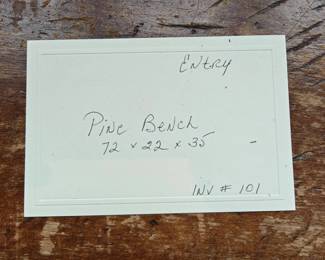 Entry
Pine Bench
72 x 22 x 35
INV # 101